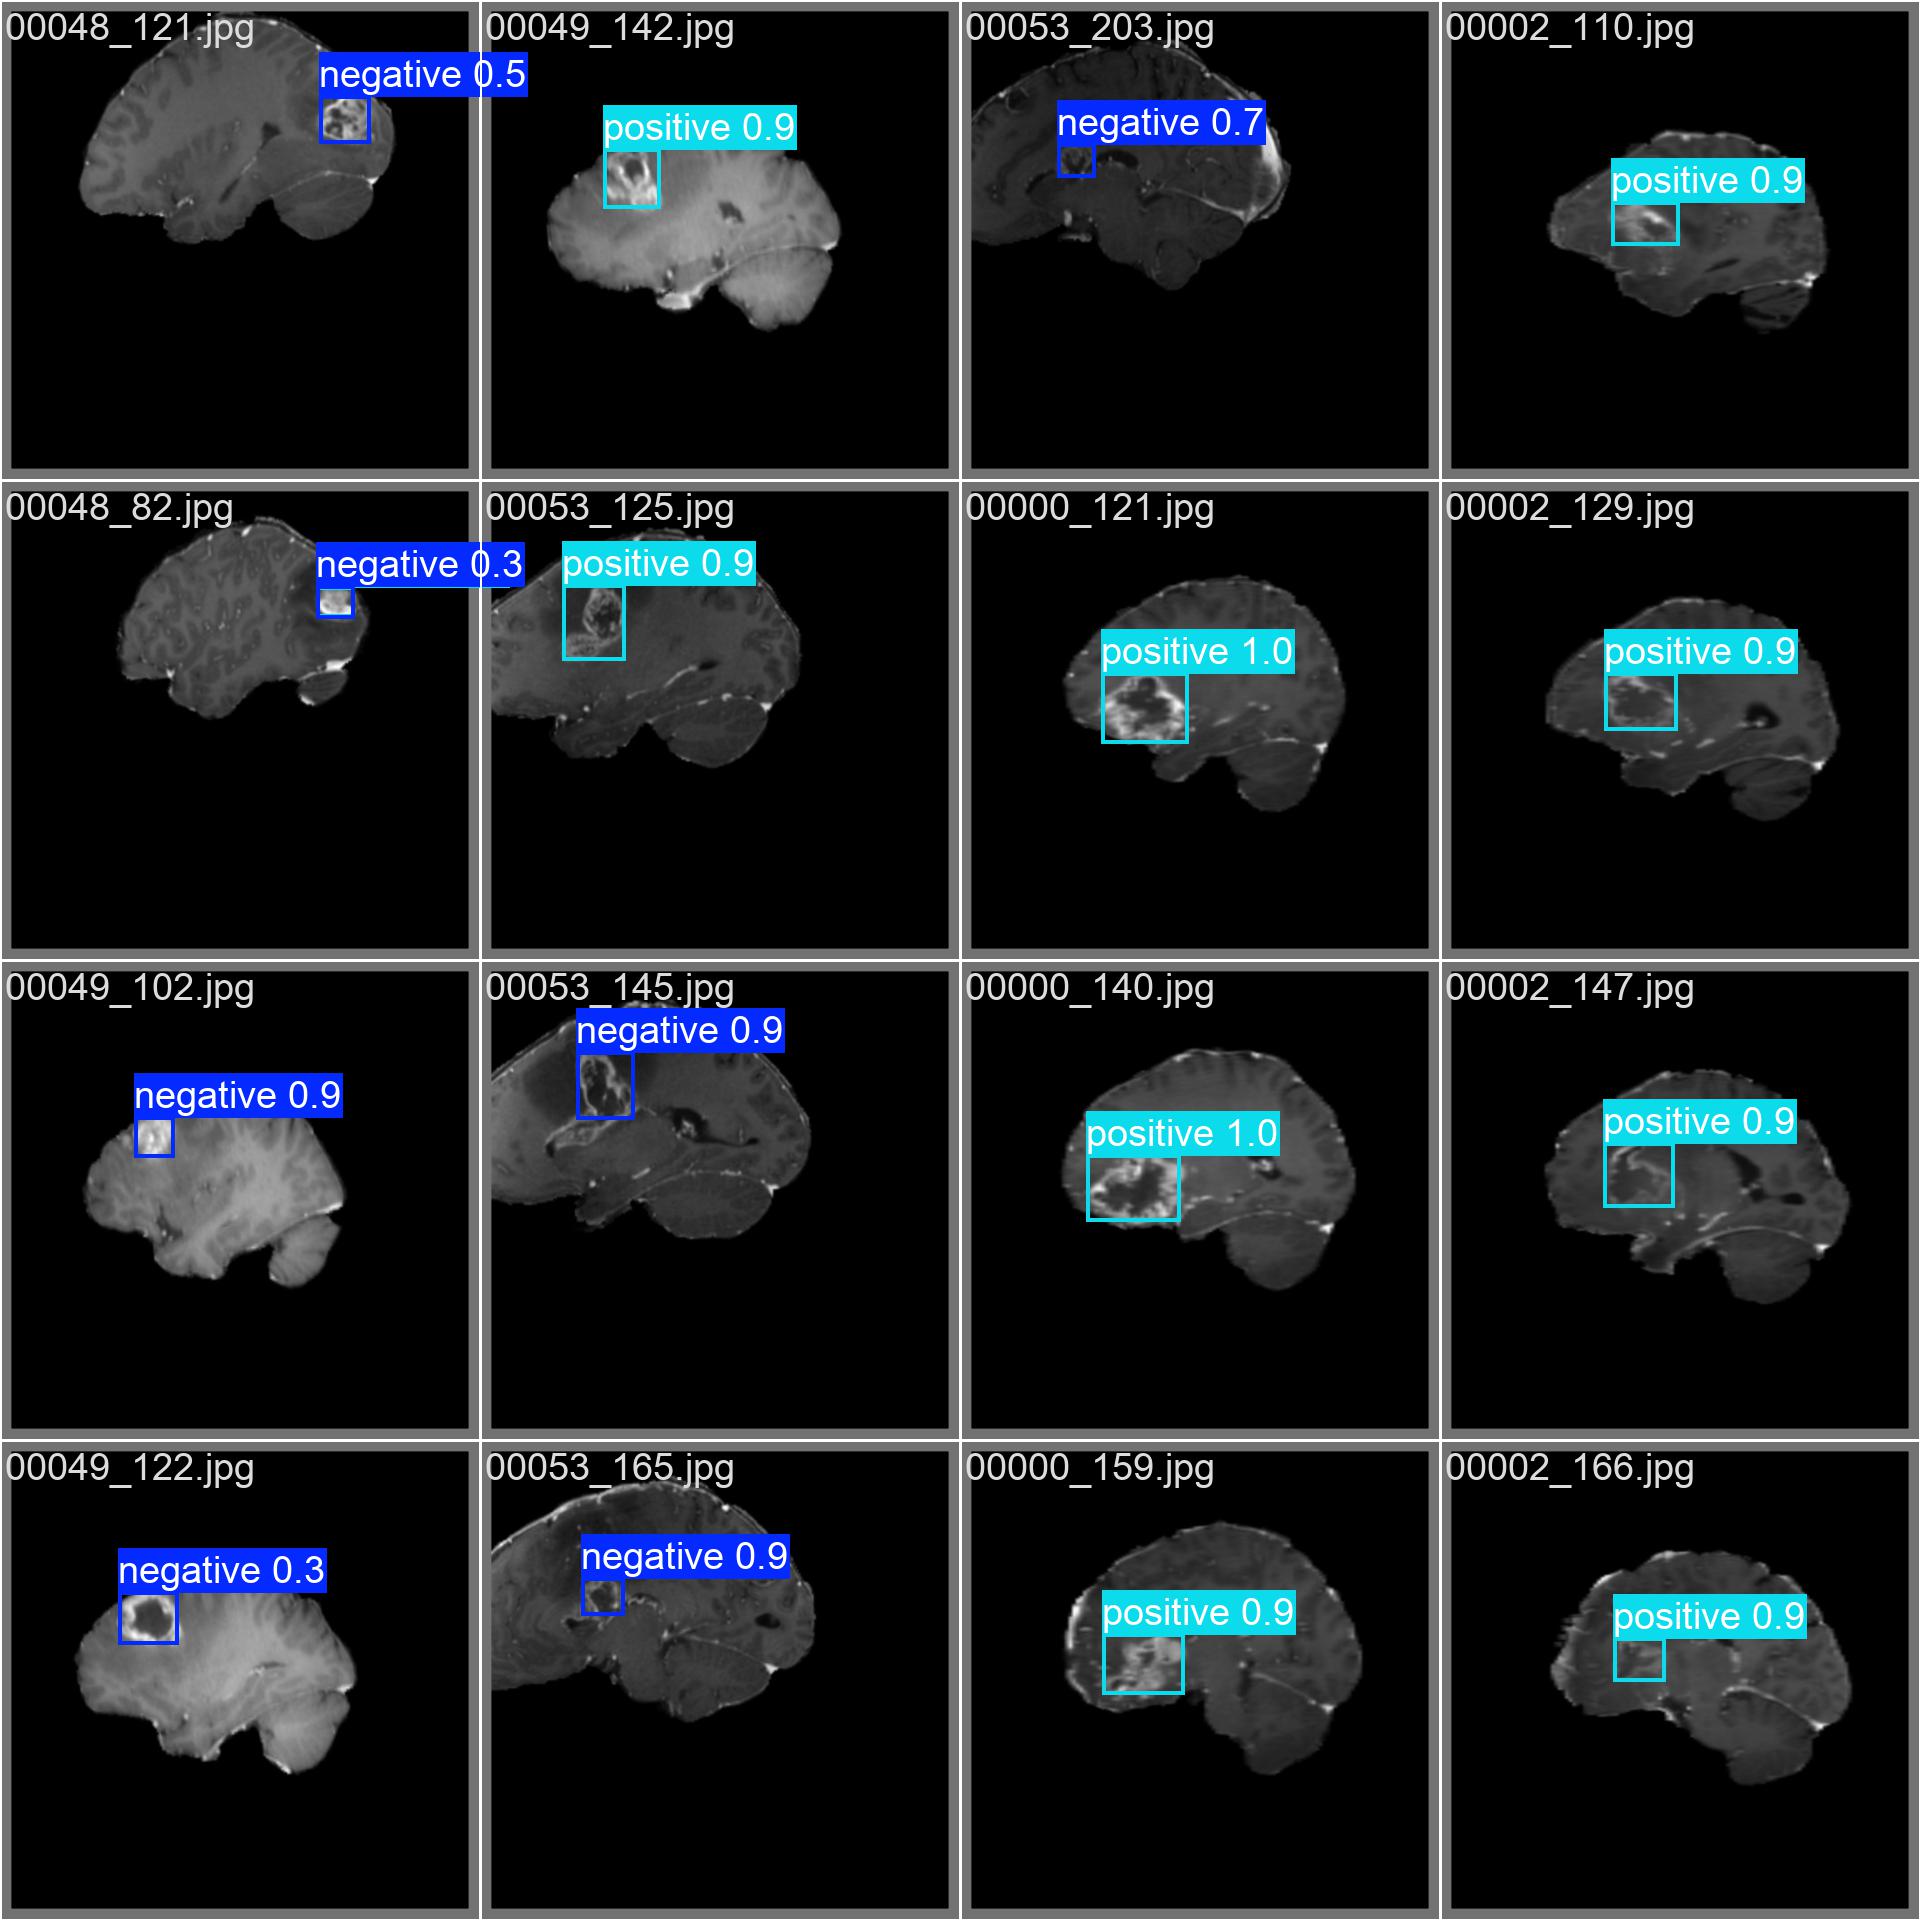 00048_121.jpg
negative 0.5
00049_142.jpg
positive 0.9
00053_203.jpg
negative 0.7
00002_110.jpg
positive 0.9
00048_82.jpg
negative 0.3
00053_125.jpg
positive 0.9
00000_121.jpg
positive 1.0
00002_129.jpg
positive 0.9
00049_102.jpg
negative 0.9
00053_145.jpg
negative 0.9
00000_140.jpg
positive 1.0
00002_147.jpg
positive 0.9
00049_122.jpg
negative 0.3
00053_165.jpg
negative 0.9
00000_159.jpg
positive 0.9
00002_166.jpg
positive 0.9